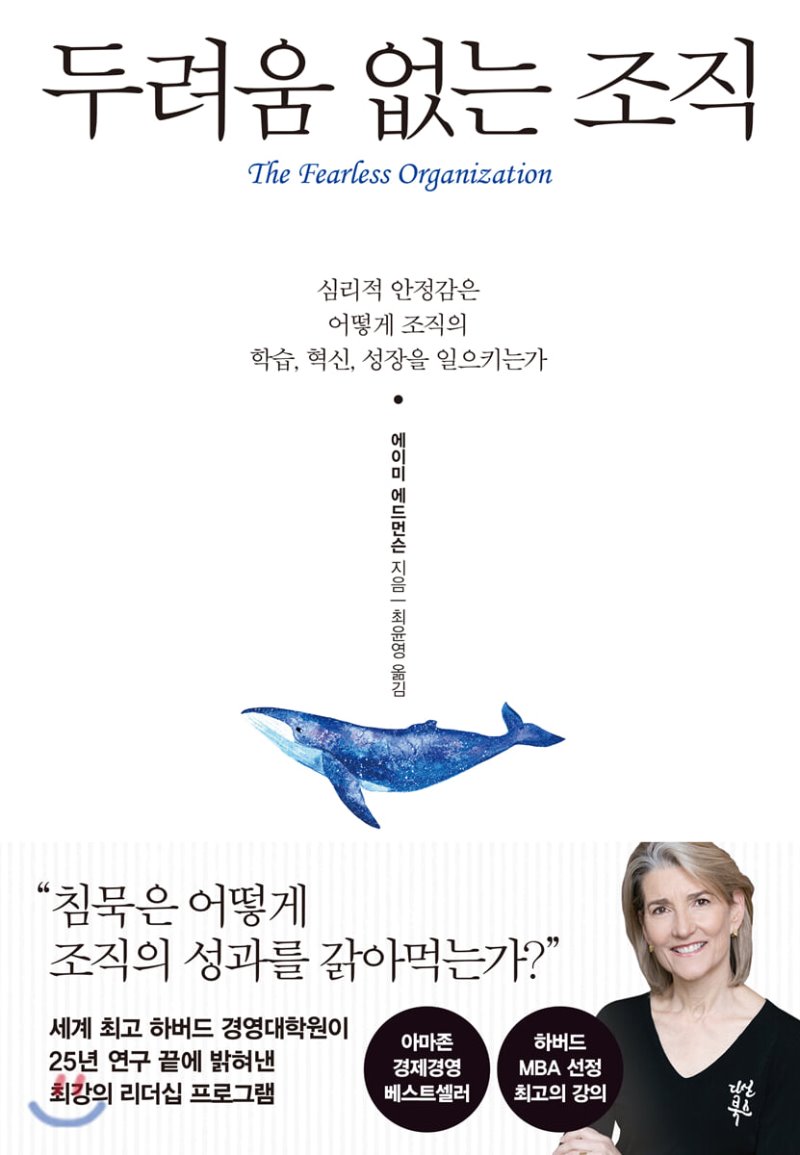 두려움 없는 조직
The Fearless Organization
심리적 안정감은
어떻게 조직의
학습, 혁신, 성장을 일으키는가
에이미 에드먼슨 지음 | 최윤영 옮김
“침묵은 어떻게
조직의 성과를 갉아먹는가?”
세계 최고 하버드 경영대학원이
25년 연구 끝에 밝혀낸
최강의 리더십 프로그램
아마존
경제경영
베스트셀러
하버드
MBA 선정
최고의 강의
다산
북스